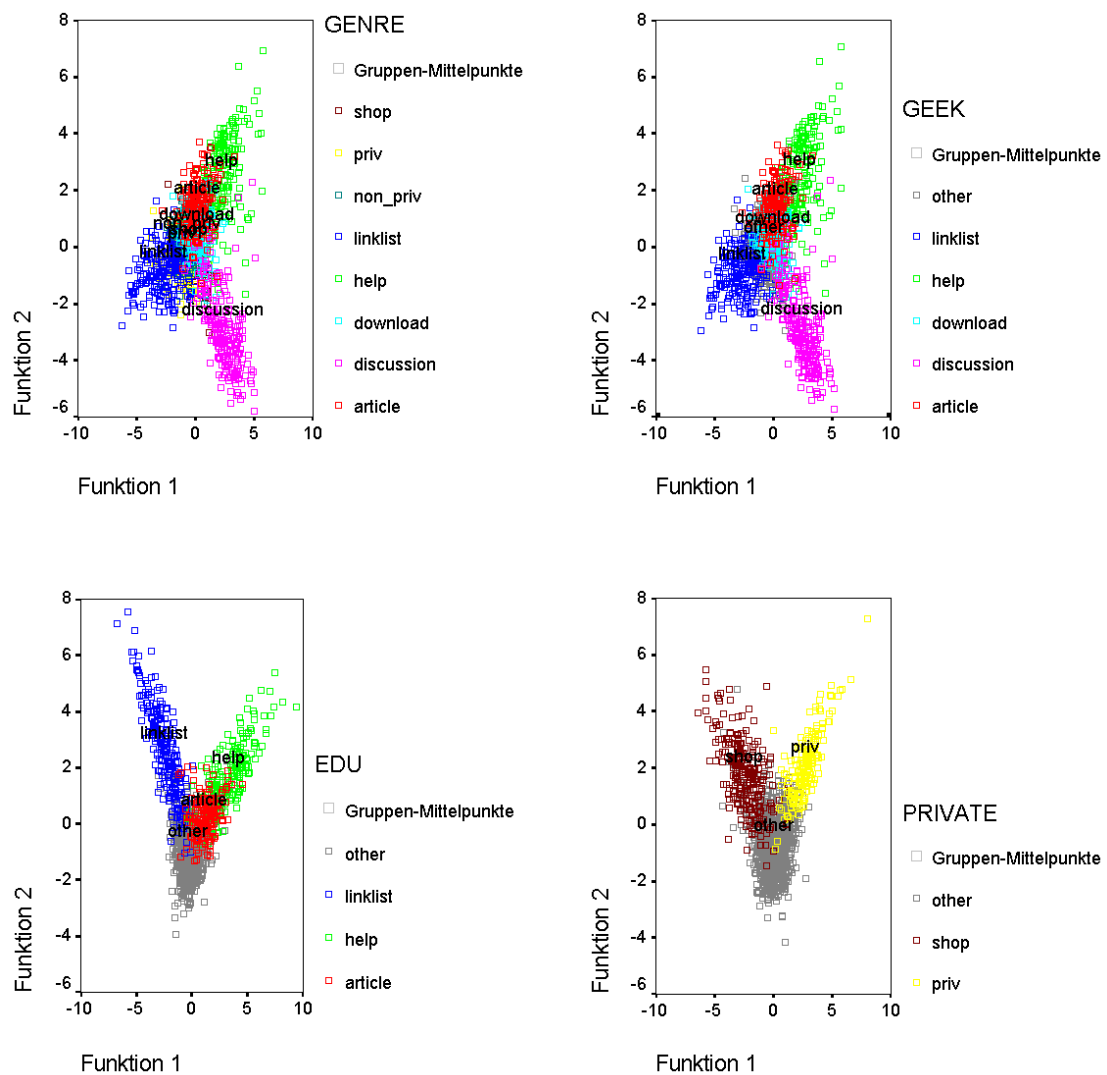 GENRE
Gruppen-Mittelpunkte
shop
priv
non_priv
linklist
help
download
discussion
article
8
6
4
2
0
-2
-4
-6
-10
-5
0
5
10
Funktion 2
Funktion 1
help
article
download
non_priv
priv
shop
linklist
discussion
GEEK
Gruppen-Mittelpunkte
other
linklist
help
download
discussion
article
8
6
4
2
0
-2
-4
-6
-10
-5
0
5
10
Funktion 2
Funktion 1
help
article
download
other
linklist
discussion
EDU
Gruppen-Mittelpunkte
other
linklist
help
article
8
6
4
2
0
-2
-4
-6
-10
-5
0
5
10
Funktion 2
Funktion 1
linklist
help
article
other
PRIVATE
Gruppen-Mittelpunkte
other
shop
priv
8
6
4
2
0
-2
-4
-6
-10
-5
0
5
10
Funktion 2
Funktion 1
priv
shop
other